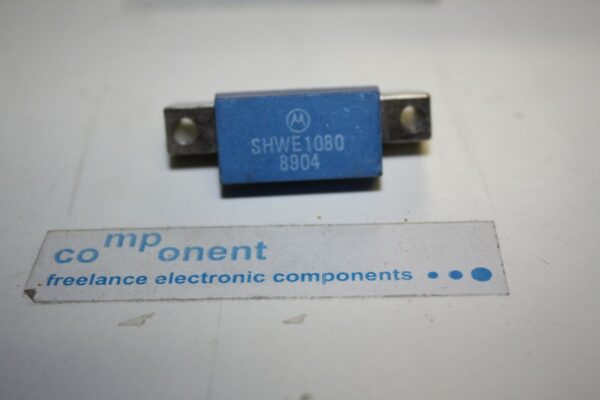 SHWE1080
8904
component
freelance electronic components